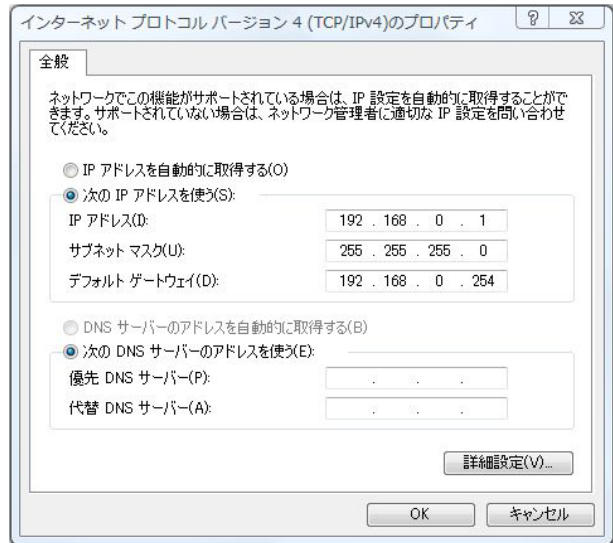 インターネット プロトコル バージョン 4 (TCP/IPv4)のプロパティ
全般
ネットワークでこの機能がサポートされている場合は、IP 設定を自動的に取得することがで
きます。サポートされていない場合は、ネットワーク管理者に適切な IP 設定を問い合わせ
てください。
IP アドレスを自動的に取得する(O)
次の IP アドレスを使う(S):
IP アドレス(I): 192 . 168 . 0 . 1
サブネット マスク(U): 255 . 255 . 255 . 0
デフォルト ゲートウェイ(D): 192 . 168 . 0 . 254
DNS サーバーのアドレスを自動的に取得する(B)
次の DNS サーバーのアドレスを使う(E):
優先 DNS サーバー(P): . . .
代替 DNS サーバー(A): . . .
詳細設定(V)...
OK キャンセル